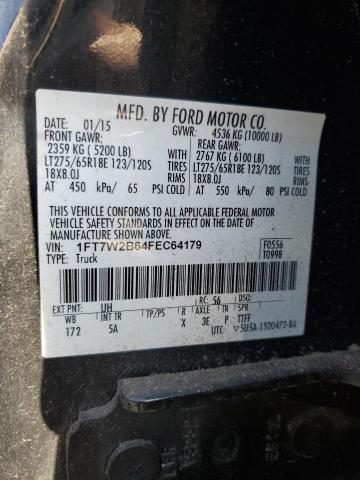 MFD. BY FORD MOTOR CO.
01/15
GVWR: 4536 KG (10000 LB)
FRONT GAWR:
2359 KG (5200 LB)
REAR GAWR:
2767 KG (6100 LB)
LT275/65R18E 123/120S TIRES
18X8.0J RIMS
AT 450 kPa/ 65 PSI COLD
LT275/65R18E 123/120S TIRES
18X8.0J RIMS
AT 550 kPa/ 80 PSI COLD
THIS VEHICLE CONFORMS TO ALL APPLICABLE FEDERAL MOTOR
VEHICLE SAFETY STANDARDS IN EFFECT ON THE DATE OF MANUFACTURE
SHOWN ABOVE.
VIN: 1FT7W2B64FEC64179
TYPE: Truck
F0556
T0998
EXT PNT: UH RC: 56 DSO:
WB INT TR TP/PS R AXLE TR SPR
172 5A X 3E P TTFF
UTC 5U5A-1520472-BA